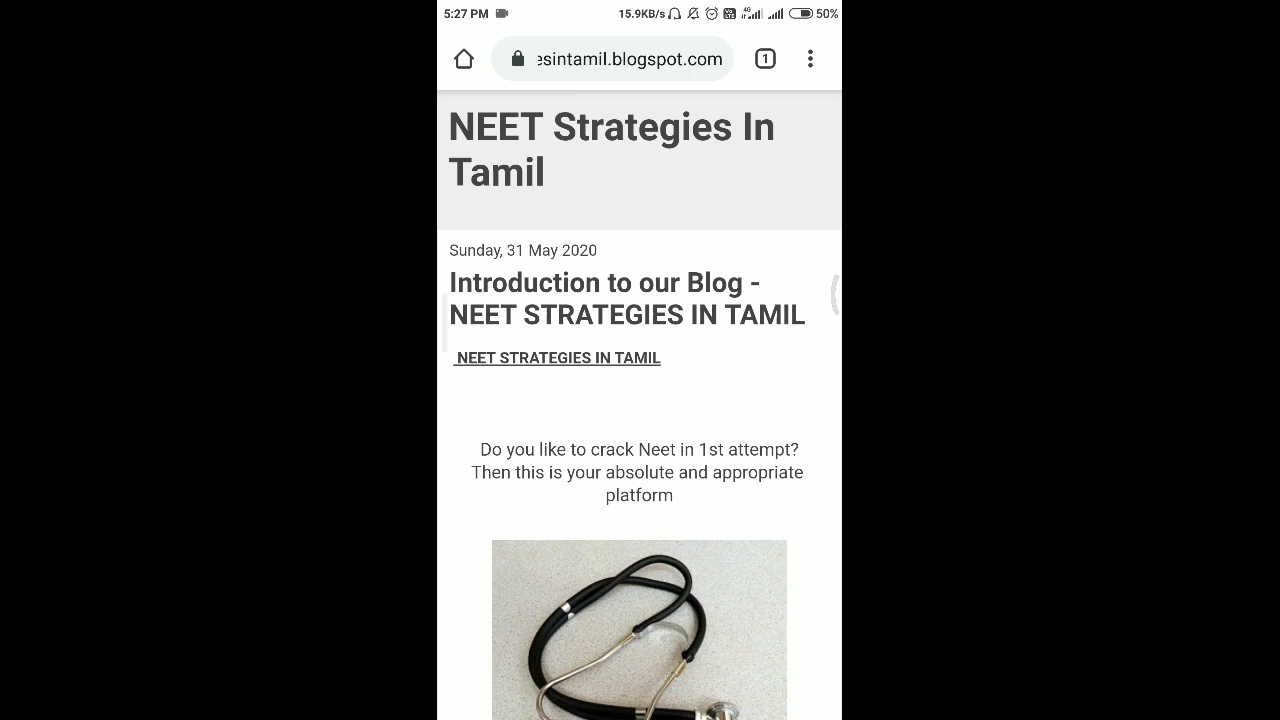 5:27 PM 15.9KB/s 4G 50%
esintamil.blogspot.com 1
NEET Strategies In
Tamil
Sunday, 31 May 2020
Introduction to our Blog -
NEET STRATEGIES IN TAMIL
NEET STRATEGIES IN TAMIL
Do you like to crack Neet in 1st attempt?
Then this is your absolute and appropriate
platform